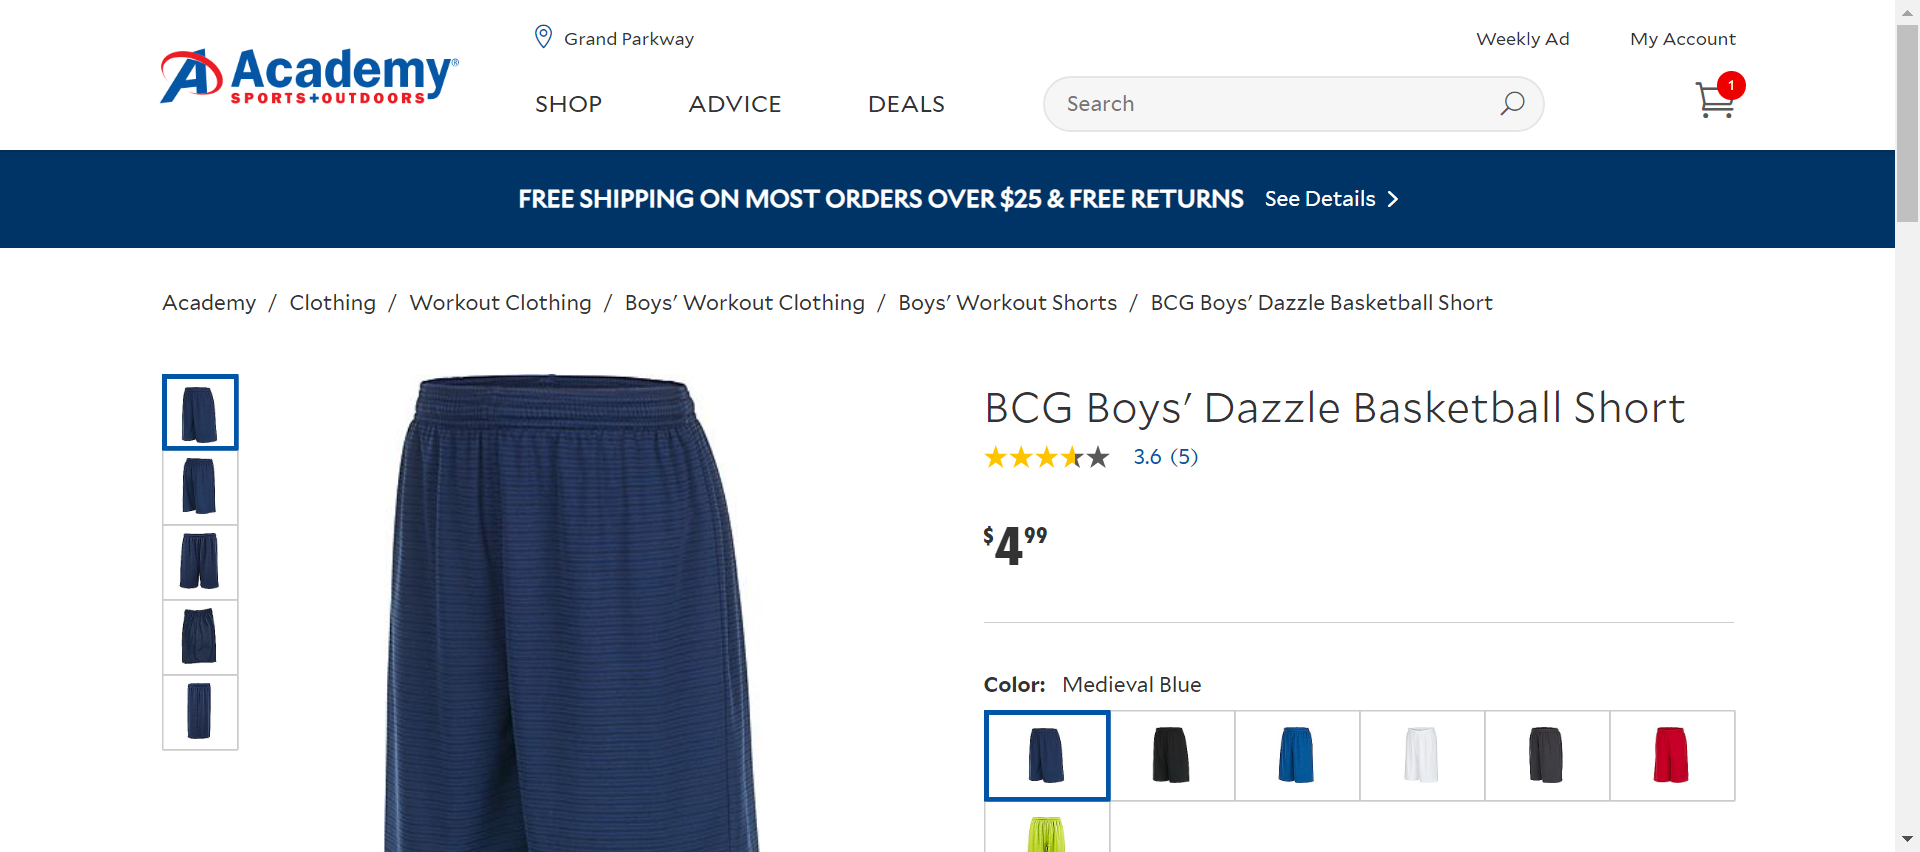 Grand Parkway
Weekly Ad
My Account
Academy®
SPORTS+OUTDOORS
SHOP
ADVICE
DEALS
Search
1
FREE SHIPPING ON MOST ORDERS OVER $25 & FREE RETURNS See Details >
Academy / Clothing / Workout Clothing / Boys' Workout Clothing / Boys' Workout Shorts / BCG Boys' Dazzle Basketball Short
BCG Boys' Dazzle Basketball Short
3.6 (5)
$4.99
Color: Medieval Blue